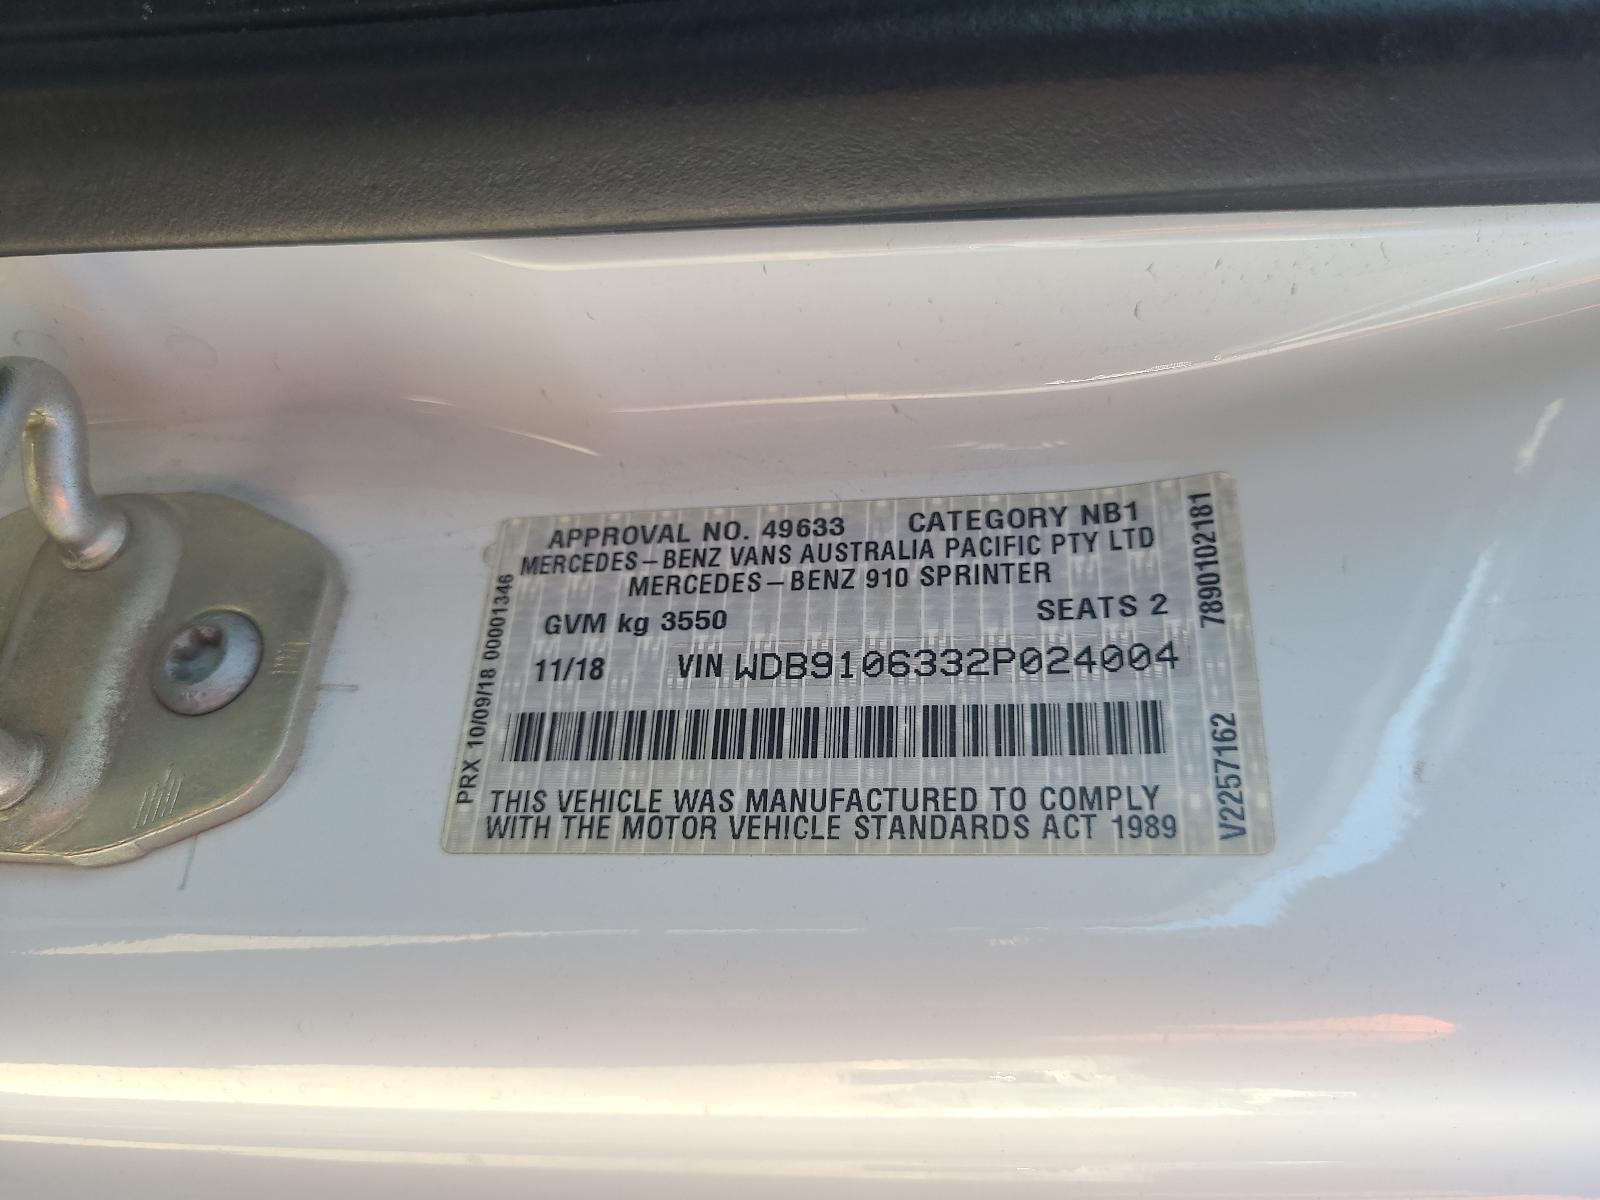 APPROVAL NO. 49633 CATEGORY NB1
MERCEDES-BENZ VANS AUSTRALIA PACIFIC PTY LTD
MERCEDES-BENZ 910 SPRINTER
GVM kg 3550 SEATS 2
11/18 VIN WDB9106332P024004
THIS VEHICLE WAS MANUFACTURED TO COMPLY
WITH THE MOTOR VEHICLE STANDARDS ACT 1989
PRX 10/09/18 00001346
7890102181
V2257162